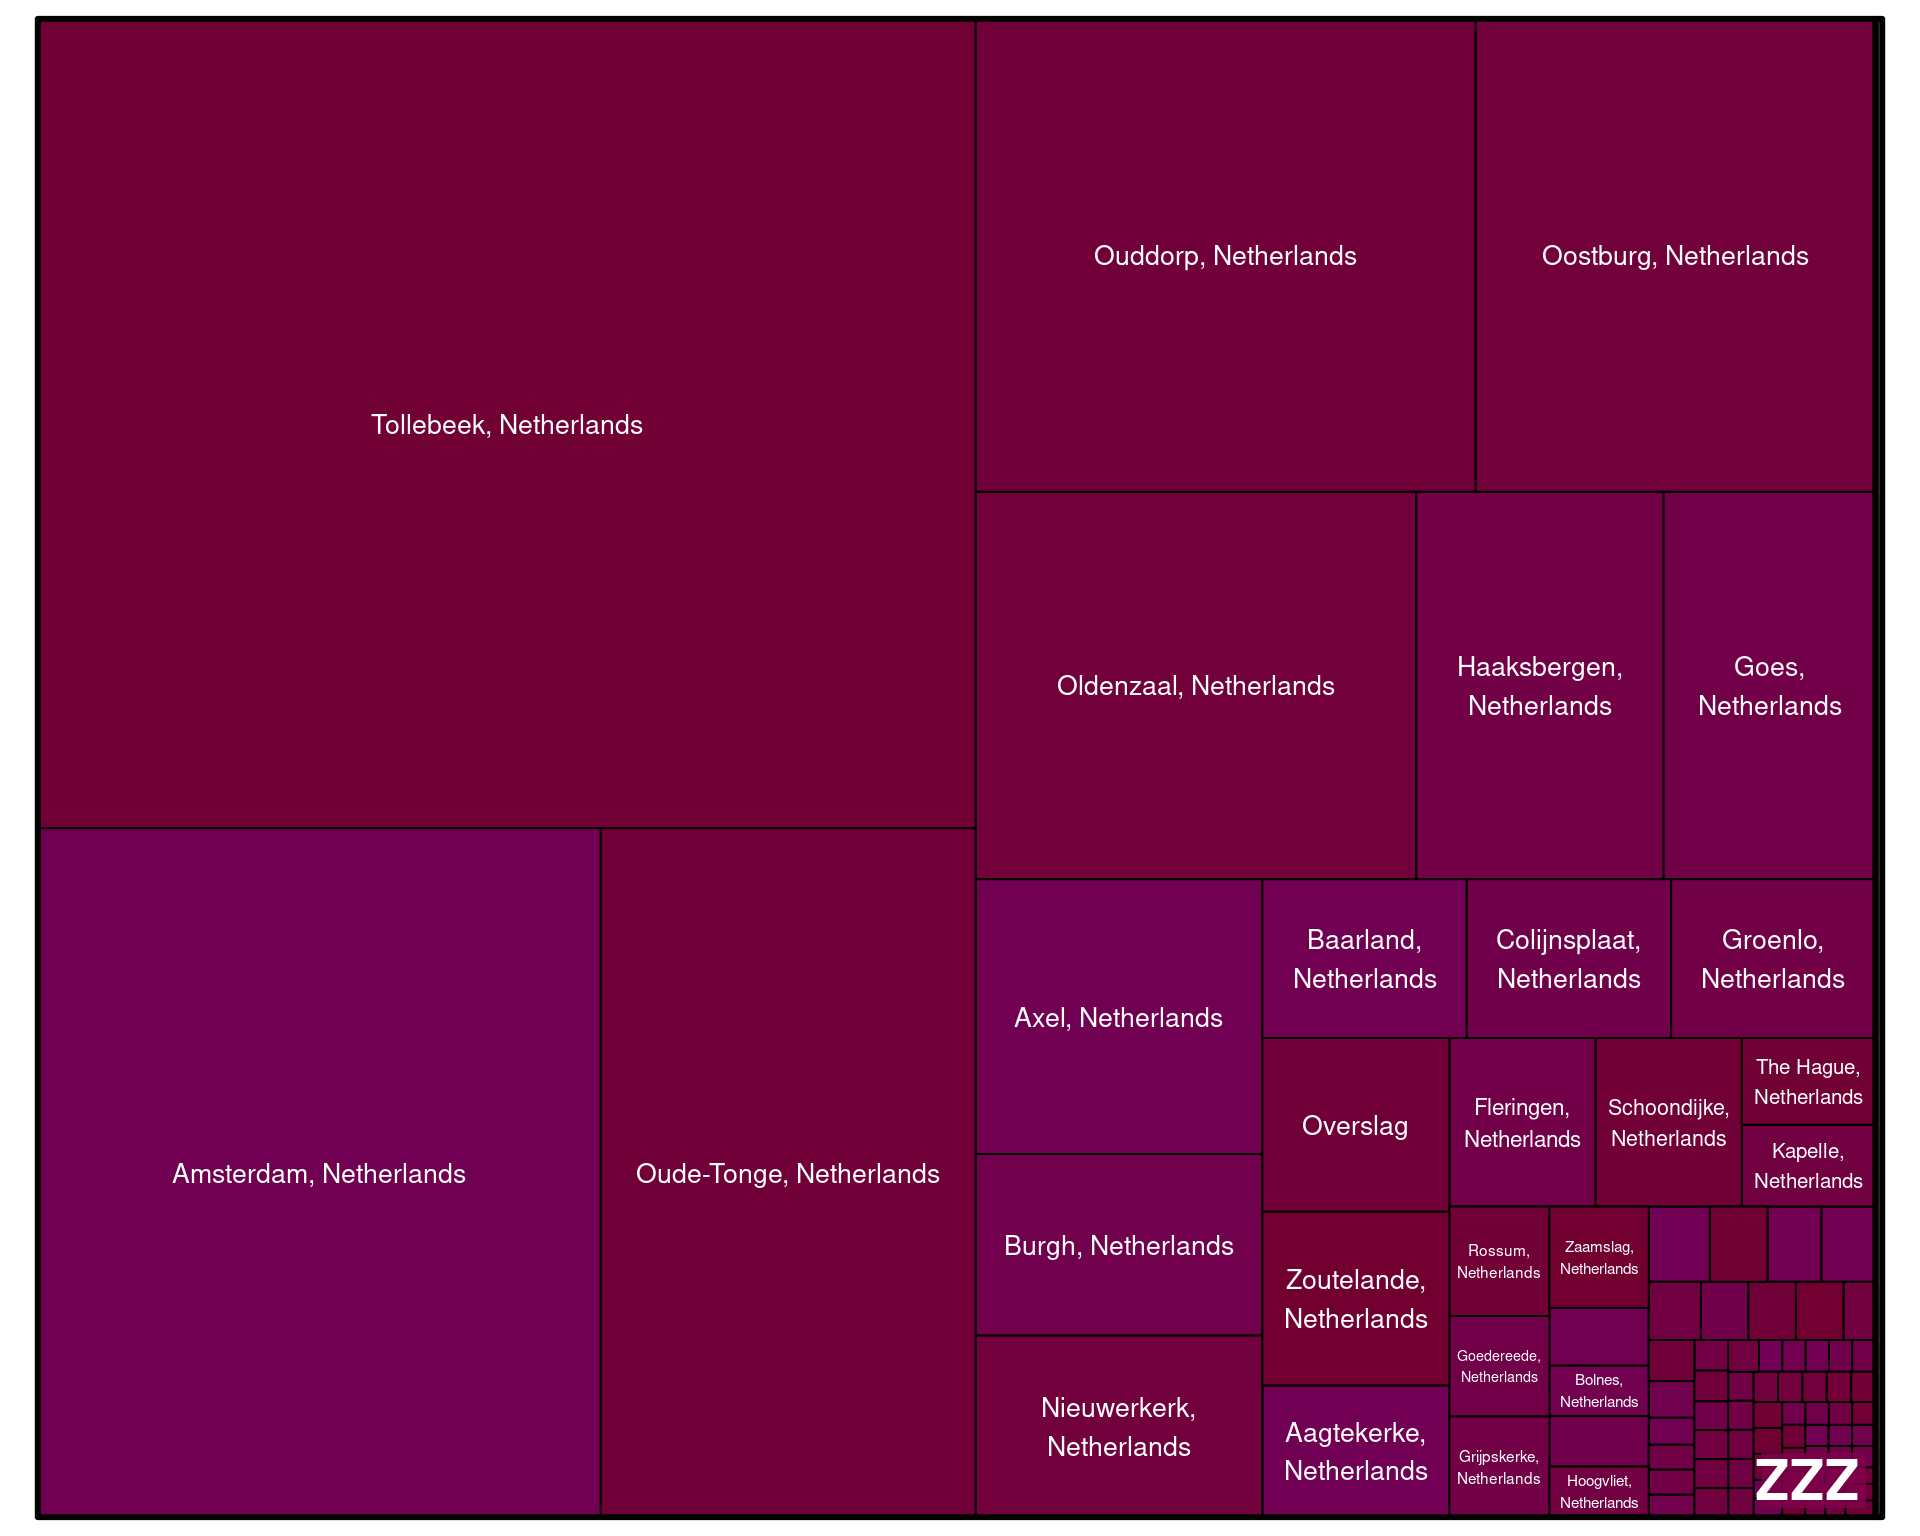 Tollebeek, Netherlands
Ouddorp, Netherlands
Oostburg, Netherlands
Oldenzaal, Netherlands
Haaksbergen,
Netherlands
Goes,
Netherlands
Amsterdam, Netherlands
Oude-Tonge, Netherlands
Axel, Netherlands
Burgh, Netherlands
Nieuwerkerk,
Netherlands
Baarland,
Netherlands
Colijnsplaat,
Netherlands
Groenlo,
Netherlands
Overslag
Zoutelande,
Netherlands
Aagtekerke,
Netherlands
Fleringen,
Netherlands
Schoondijke,
Netherlands
The Hague,
Netherlands
Kapelle,
Netherlands
Rossum,
Netherlands
Goedereede,
Netherlands
Grijpskerke,
Netherlands
Zaamslag,
Netherlands
Bolnes,
Netherlands
Hoogvliet,
Netherlands
ZZZ